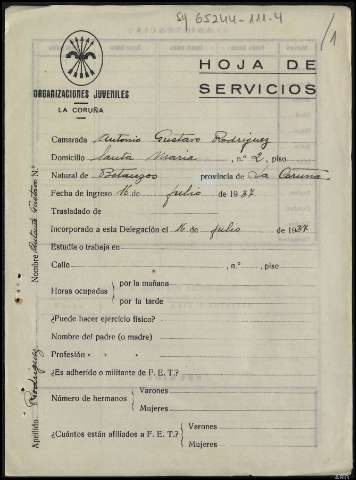 59 65244-111-4
/1
ORGANIZACIONES JUVENILES
LA CORUÑA
HOJA DE
SERVICIOS
Camarada Antonio Gustavo Rodriguez
Domicilio Santa Maria, n.º 2, piso
Natural de Betanzos provincia de La Coruña
Fecha de ingreso 16 de julio de 1937
Trasladado de
Incorporado a esta Delegación el 16 de julio de 1937
Estudia o trabaja en
Calle , n.º , piso
Horas ocupadas { por la mañana
por la tarde
¿Puede hacer ejercicio físico?
Nombre del padre (o madre)
Profesión " " "
¿Es adherido o militante de F. E. T.?
Número de hermanos { Varones
Mujeres
¿Cuántos están afiliados a F. E. T.? { Varones
Mujeres
Apellido Rodriguez Nombre Antonio Gustavo N.º